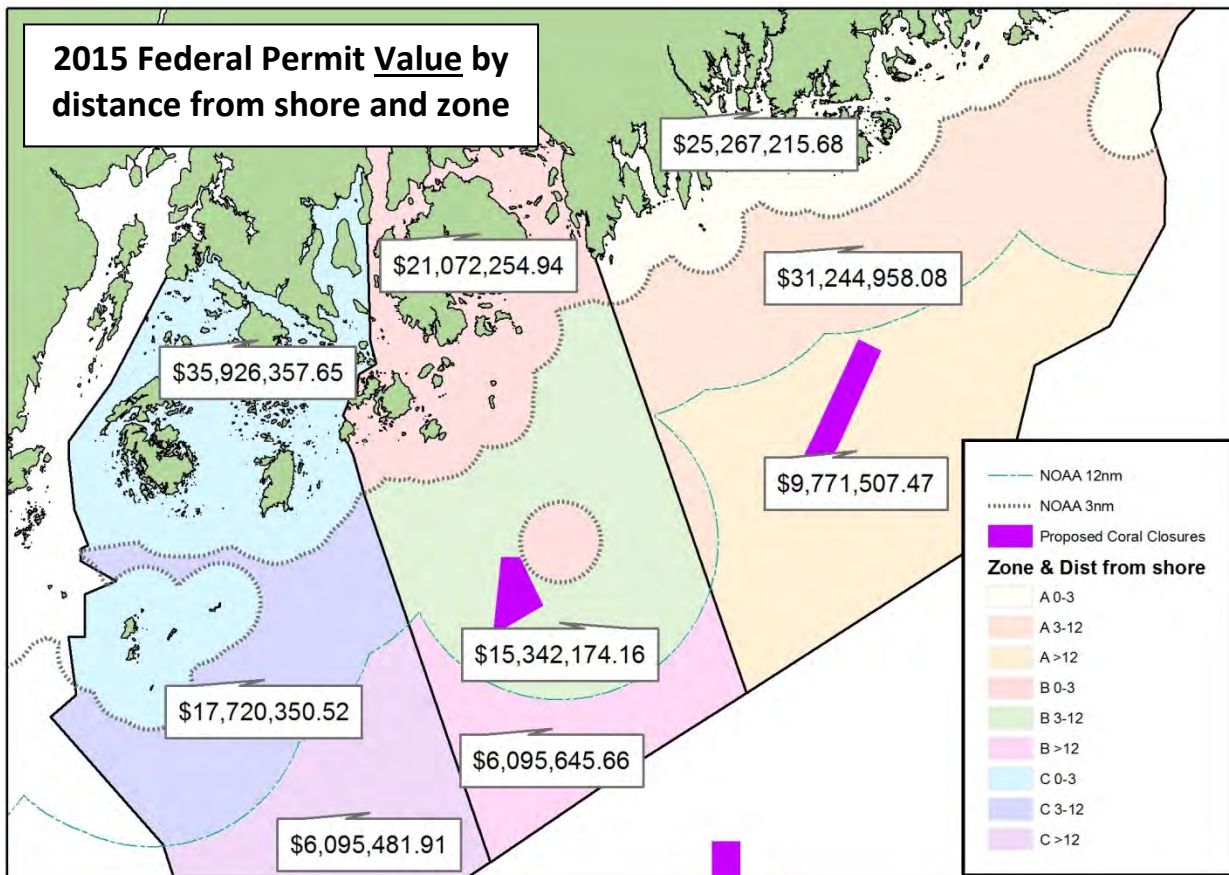 2015 Federal Permit Value by
distance from shore and zone
$25,267,215.68
$21,072,254.94
$31,244,958.08
$35,926,357.65
$9,771,507.47
$15,342,174.16
$17,720,350.52
$6,095,645.66
$6,095,481.91
NOAA 12nm
NOAA 3nm
Proposed Coral Closures
Zone & Dist from shore
A 0-3
A 3-12
A >12
B 0-3
B 3-12
B >12
C 0-3
C 3-12
C >12